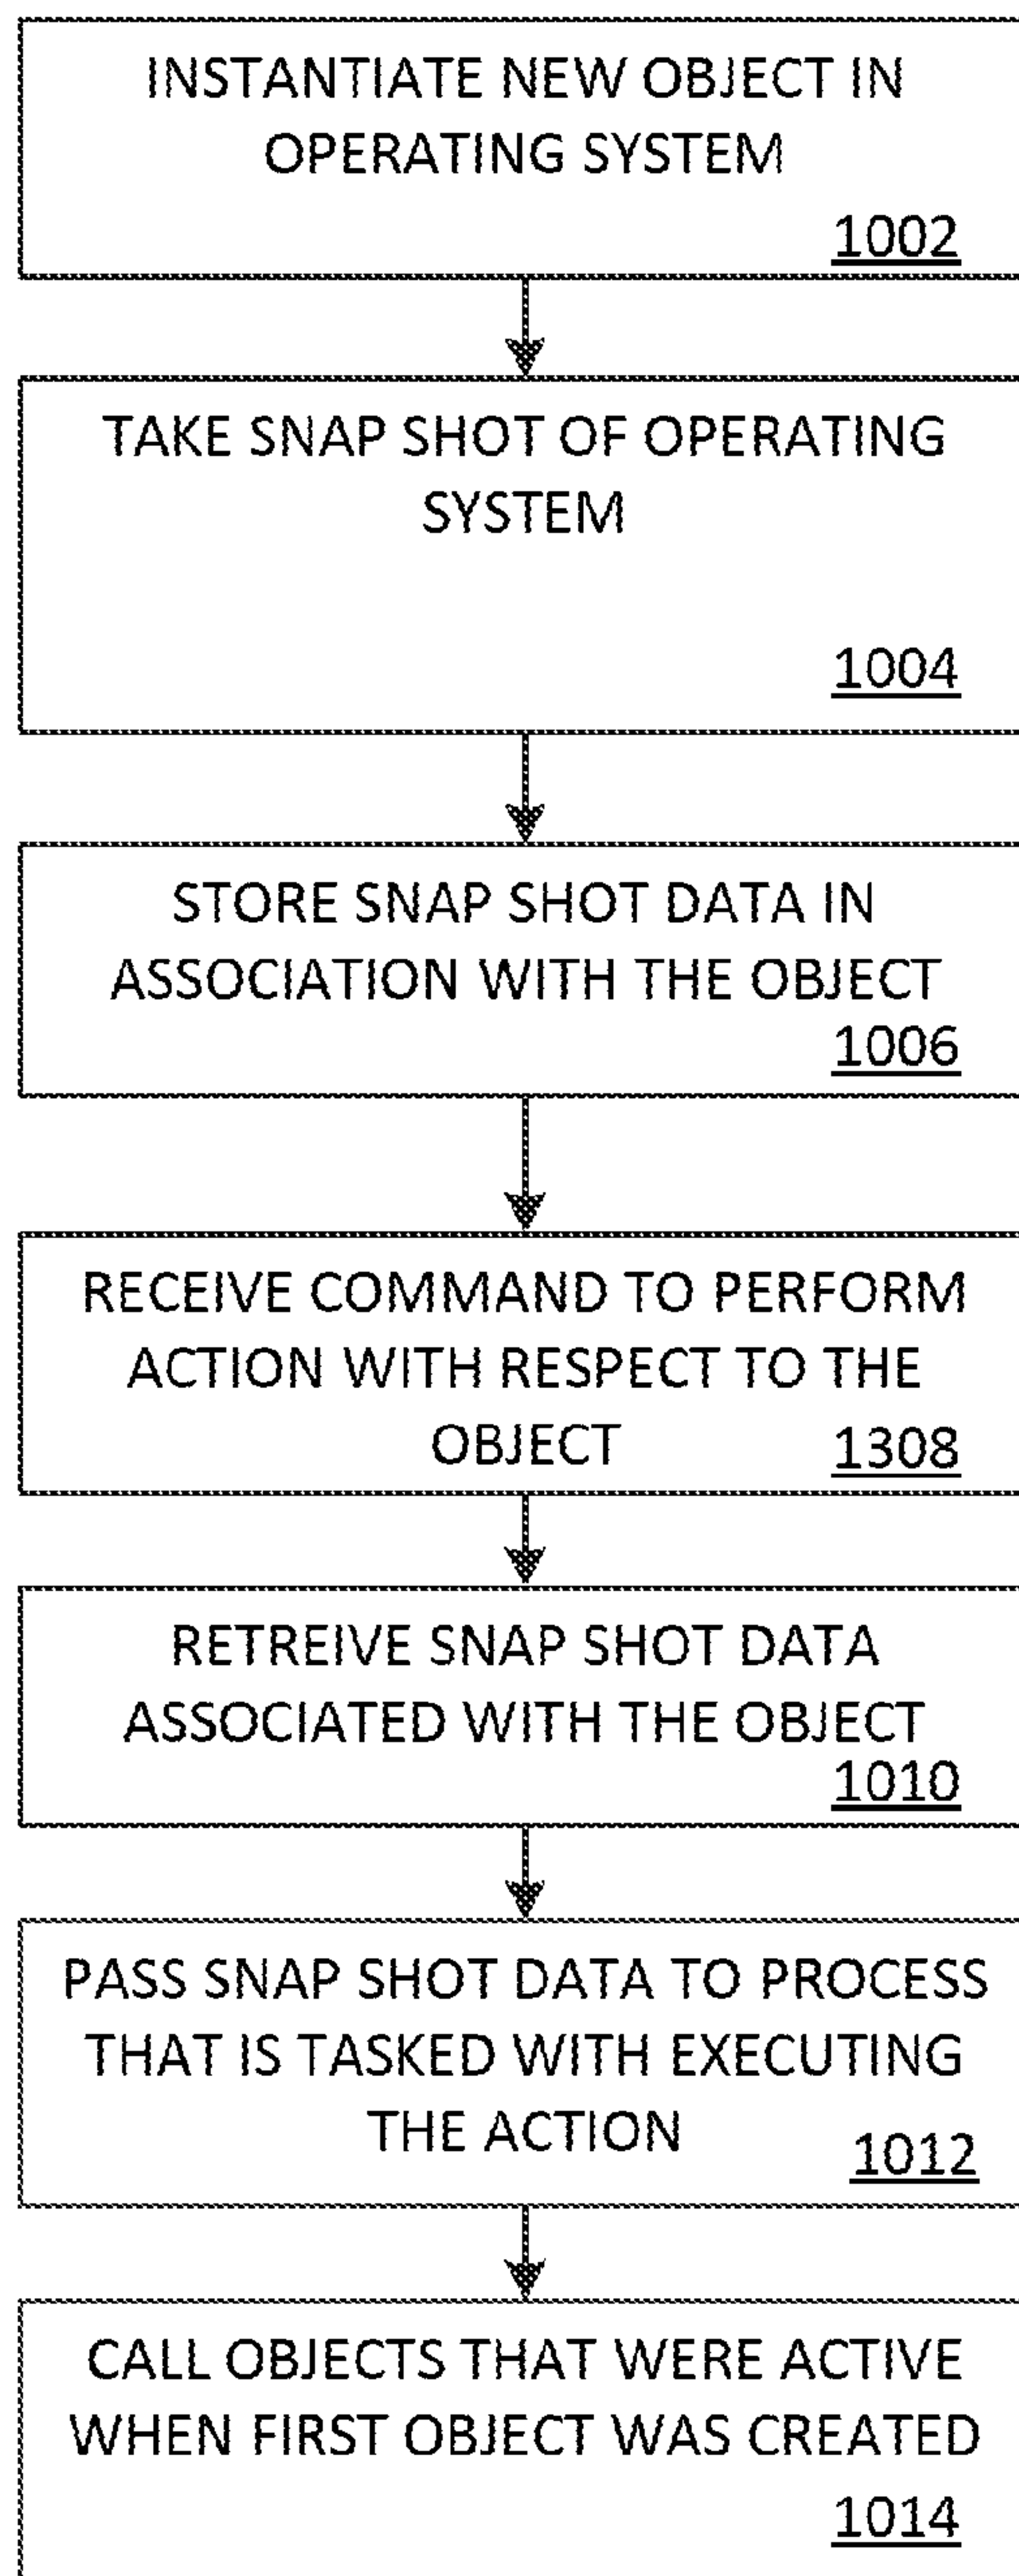 INSTANTIATE NEW OBJECT IN
OPERATING SYSTEM
1002
TAKE SNAP SHOT OF OPERATING
SYSTEM
1004
STORE SNAP SHOT DATA IN
ASSOCIATION WITH THE OBJECT
1006
RECEIVE COMMAND TO PERFORM
ACTION WITH RESPECT TO THE
OBJECT 1308
RETREIVE SNAP SHOT DATA
ASSOCIATED WITH THE OBJECT
1010
PASS SNAP SHOT DATA TO PROCESS
THAT IS TASKED WITH EXECUTING
THE ACTION 1012
CALL OBJECTS THAT WERE ACTIVE
WHEN FIRST OBJECT WAS CREATED
1014